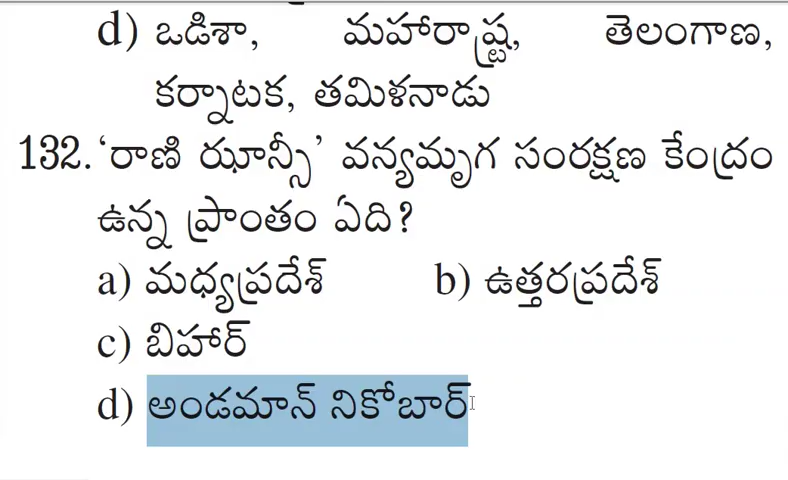 d) ఒడిశా, మహారాష్ట్ర, తెలంగాణ,
కర్నాటక, తమిళనాడు
132. ‘రాణి ఝాన్సీ’ వన్యమృగ సంరక్షణ కేంద్రం
ఉన్న ప్రాంతం ఏది?
a) మధ్యప్రదేశ్ b) ఉత్తరప్రదేశ్
c) బిహార్
d) అండమాన్ నికోబార్